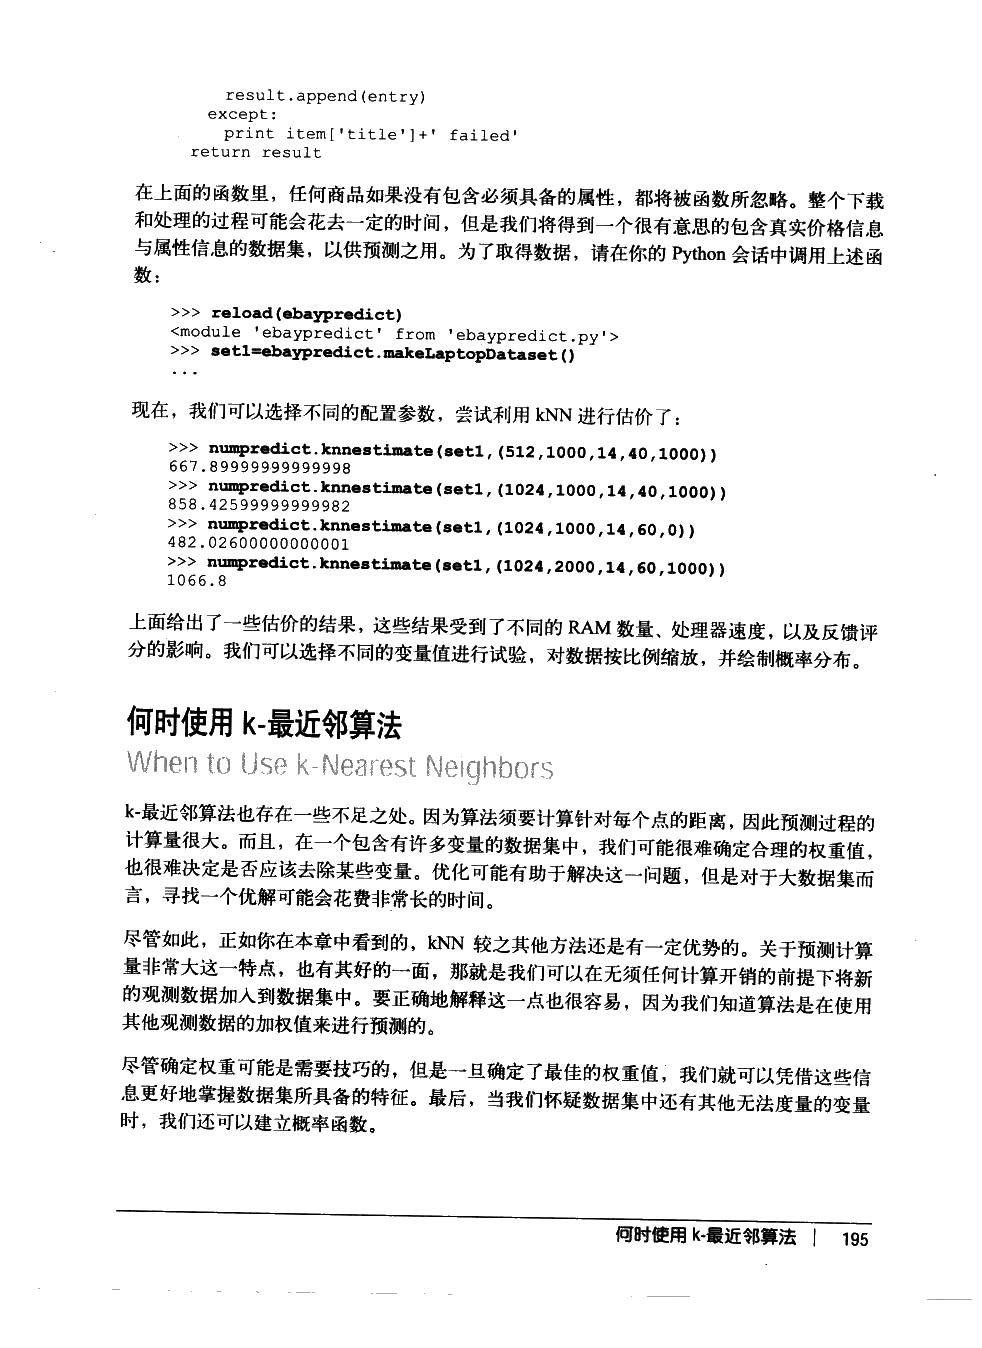 result.append(entry)
except:
print item['title']+' failed'
return result
在上面的函数里，任何商品如果没有包含必须具备的属性，都将被函数所忽略。整个下载
和处理的过程可能会花去一定的时间，但是我们将得到一个很有意思的包含真实价格信息
与属性信息的数据集，以供预测之用。为了取得数据，请在你的 Python 会话中调用上述函
数：
>>> reload(ebaypredict)
<module 'ebaypredict' from 'ebaypredict.py'>
>>> set1=ebaypredict.makeLaptopDataset()
...
现在，我们可以选择不同的配置参数，尝试利用 kNN 进行估价了：
>>> numpredict.knnestimate(set1,(512,1000,14,40,1000))
667.89999999999998
>>> numpredict.knnestimate(set1,(1024,1000,14,40,1000))
858.42599999999982
>>> numpredict.knnestimate(set1,(1024,1000,14,60,0))
482.02600000000001
>>> numpredict.knnestimate(set1,(1024,2000,14,60,1000))
1066.8
上面给出了一些估价的结果，这些结果受到了不同的 RAM 数量、处理器速度，以及反馈评
分的影响。我们可以选择不同的变量值进行试验，对数据按比例缩放，并绘制概率分布。
何时使用 k-最近邻算法
When to Use k-Nearest Neighbors
k-最近邻算法也存在一些不足之处。因为算法须要计算针对每个点的距离，因此预测过程的
计算量很大。而且，在一个包含有许多变量的数据集中，我们可能很难确定合理的权重值，
也很难决定是否应该去除某些变量。优化可能有助于解决这一问题，但是对于大数据集而
言，寻找一个优解可能会花费非常长的时间。
尽管如此，正如你在本章中看到的，kNN 较之其他方法还是有一定优势的。关于预测计算
量非常大这一特点，也有其好的一面，那就是我们可以在无须任何计算开销的前提下将新
的观测数据加入到数据集中。要正确地解释这一点也很容易，因为我们知道算法是在使用
其他观测数据的加权值来进行预测的。
尽管确定权重可能是需要技巧的，但是一旦确定了最佳的权重值，我们就可以凭借这些信
息更好地掌握数据集所具备的特征。最后，当我们怀疑数据集中还有其他无法度量的变量
时，我们还可以建立概率函数。
何时使用 k-最近邻算法 | 195